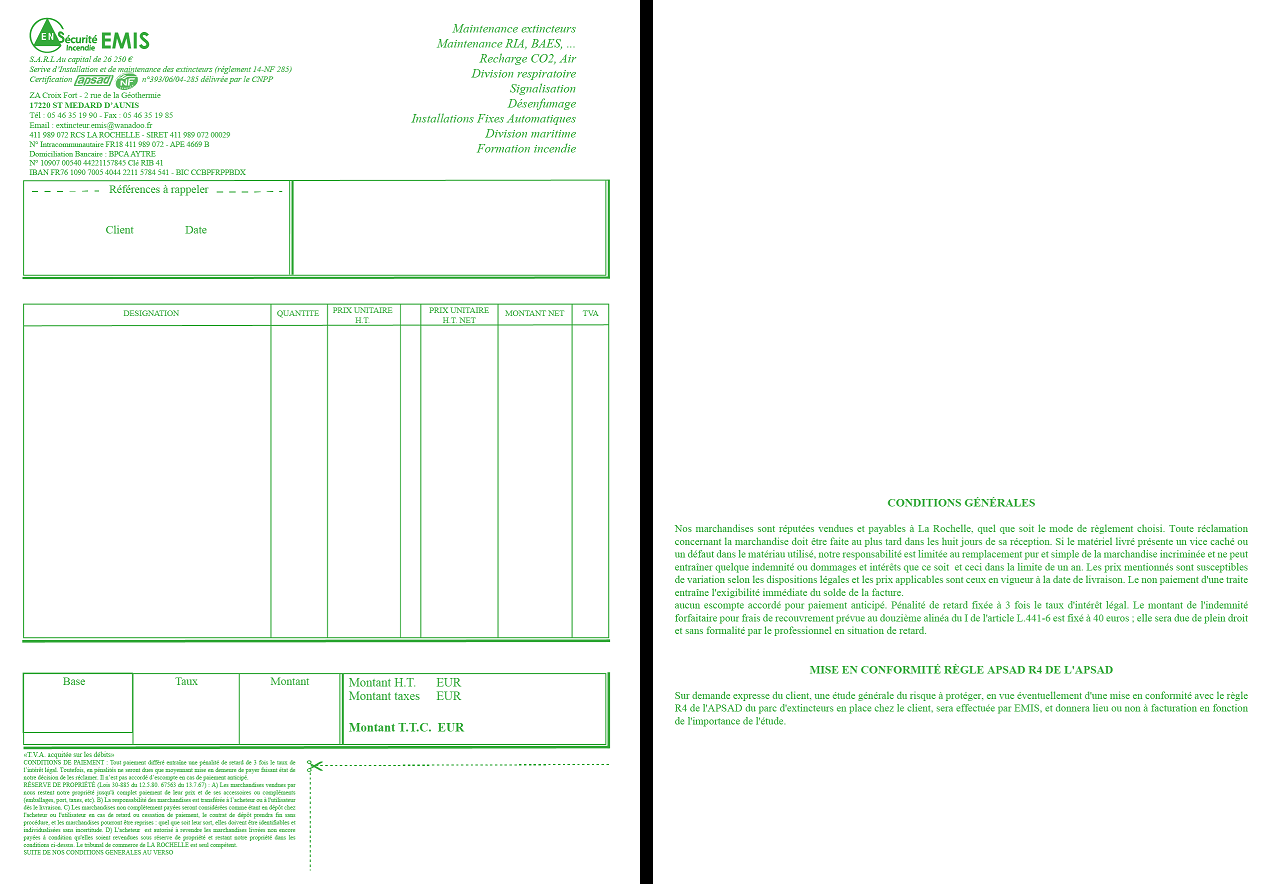 EN Sécurité Incendie EMIS
S.A.R.L Au capital de 26 250 €
Serive d'Installation et de maintenance des extincteurs (règlement 14-NF 285)
Certification apsad NF n°393/06/04-285 délivrée par le CNPP
ZA Croix Fort - 2 rue de la Géothermie
17220 ST MEDARD D'AUNIS
Tél : 05 46 35 19 90 - Fax : 05 46 35 19 85
Email : extincteur.emis@wanadoo.fr
411 989 072 RCS LA ROCHELLE - SIRET 411 989 072 00029
N° Intracommunautaire FR18 411 989 072 - APE 4669 B
Domiciliation Bancaire : BPCA AYTRE
N° 10907 00540 44221157845 Clé RIB 41
IBAN FR76 1090 7005 4044 2211 5784 541 - BIC CCBPFRPPBDX
Maintenance extincteurs
Maintenance RIA, BAES, ...
Recharge CO2, Air
Division respiratoire
Signalisation
Désenfumage
Installations Fixes Automatiques
Division maritime
Formation incendie
Références à rappeler
Client Date
DESIGNATION QUANTITE PRIX UNITAIRE H.T. PRIX UNITAIRE H.T. NET MONTANT NET TVA
Base Taux Montant
Montant H.T. EUR
Montant taxes EUR
Montant T.T.C. EUR
«T.V.A. acquitée sur les débits»
CONDITIONS DE PAIEMENT : Tout paiement différé entraîne une pénalité de retard de 3 fois le taux de
l'intérêt légal. Toutefois, en pénalités ne seront dues que moyennant mise en demeure de payer faisant état de
notre décision de les réclamer. Il n'est pas accordé d'escompte en cas de paiement anticipé.
RÉSERVE DE PROPRIÉTÉ (Lois 30-885 du 12.5.80. 67563 du 13.7.67) : A) Les marchandises vendues par
nous restent notre propriété jusqu'à complet paiement de leur prix et de ses accessoires ou compléments
(emballages, port, taxes, etc). B) La responsabilité des marchandises est transférée à l'acheteur ou à l'utilisateur
dès le livraison. C) Les marchandises non complètement payées seront considérées comme étant en dépôt chez
l'acheteur ou l'utilisateur en cas de retard ou cessation de paiement, le contrat de dépôt prendra fin sans
procédure, et les marchandises pourront être reprises : quel que soit leur sort, elles doivent être identifiables et
individualisées sans incertitude. D) L'acheteur est autorisé à revendre les marchandises livrées non encore
payées à condition qu'elles soient revendues sous réserve de propriété et restant notre propriété dans les
conditions ci-dessus. Le tribunal de commerce de LA ROCHELLE est seul compétent.
SUITE DE NOS CONDITIONS GENERALES AU VERSO
CONDITIONS GÉNÉRALES
Nos marchandises sont réputées vendues et payables à La Rochelle, quel que soit le mode de règlement choisi. Toute réclamation
concernant la marchandise doit être faite au plus tard dans les huit jours de sa réception. Si le matériel livré présente un vice caché ou
un défaut dans le matériau utilisé, notre responsabilité est limitée au remplacement pur et simple de la marchandise incriminée et ne peut
entraîner quelque indemnité ou dommages et intérêts que ce soit et ceci dans la limite de un an. Les prix mentionnés sont susceptibles
de variation selon les dispositions légales et les prix applicables sont ceux en vigueur à la date de livraison. Le non paiement d'une traite
entraîne l'exigibilité immédiate du solde de la facture.
aucun escompte accordé pour paiement anticipé. Pénalité de retard fixée à 3 fois le taux d'intérêt légal. Le montant de l'indemnité
forfaitaire pour frais de recouvrement prévue au douzième alinéa du I de l'article L.441-6 est fixé à 40 euros ; elle sera due de plein droit
et sans formalité par le professionnel en situation de retard.
MISE EN CONFORMITÉ RÈGLE APSAD R4 DE L'APSAD
Sur demande expresse du client, une étude générale du risque à protéger, en vue éventuellement d'une mise en conformité avec le règle
R4 de l'APSAD du parc d'extincteurs en place chez le client, sera effectuée par EMIS, et donnera lieu ou non à facturation en fonction
de l'importance de l'étude.